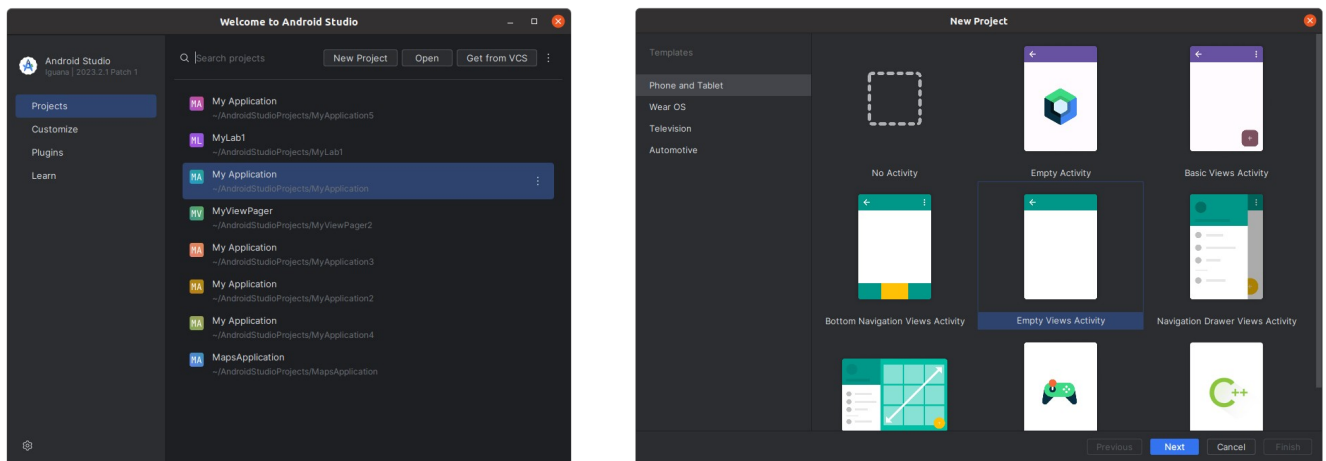 Welcome to Android Studio
Android Studio
Iguana | 2023.2.1 Patch 1
Projects
Customize
Plugins
Learn
Search projects
New Project
Open
Get from VCS
MA My Application
~/AndroidStudioProjects/MyApplication5
ML MyLab1
~/AndroidStudioProjects/MyLab1
MA My Application
~/AndroidStudioProjects/MyApplication
MV MyViewPager
~/AndroidStudioProjects/MyViewPager2
MA My Application
~/AndroidStudioProjects/MyApplication3
MA My Application
~/AndroidStudioProjects/MyApplication2
MA My Application
~/AndroidStudioProjects/MyApplication4
MA MapsApplication
~/AndroidStudioProjects/MapsApplication
New Project
Templates
Phone and Tablet
Wear OS
Television
Automotive
No Activity
Empty Activity
Basic Views Activity
Bottom Navigation Views Activity
Empty Views Activity
Navigation Drawer Views Activity
C++
Previous
Next
Cancel
Finish